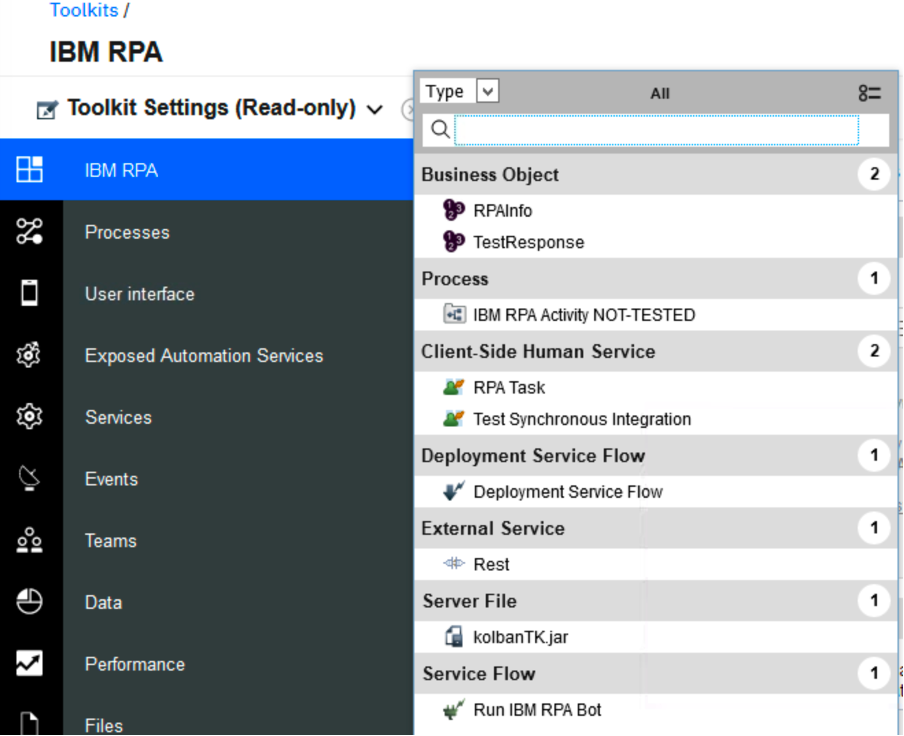 Toolkits /
IBM RPA
Toolkit Settings (Read-only)
IBM RPA
Processes
User interface
Exposed Automation Services
Services
Events
Teams
Data
Performance
Files
Type All
Business Object 2
RPAInfo
TestResponse
Process 1
IBM RPA Activity NOT-TESTED
Client-Side Human Service 2
RPA Task
Test Synchronous Integration
Deployment Service Flow 1
Deployment Service Flow
External Service 1
Rest
Server File 1
kolbanTK.jar
Service Flow 1
Run IBM RPA Bot